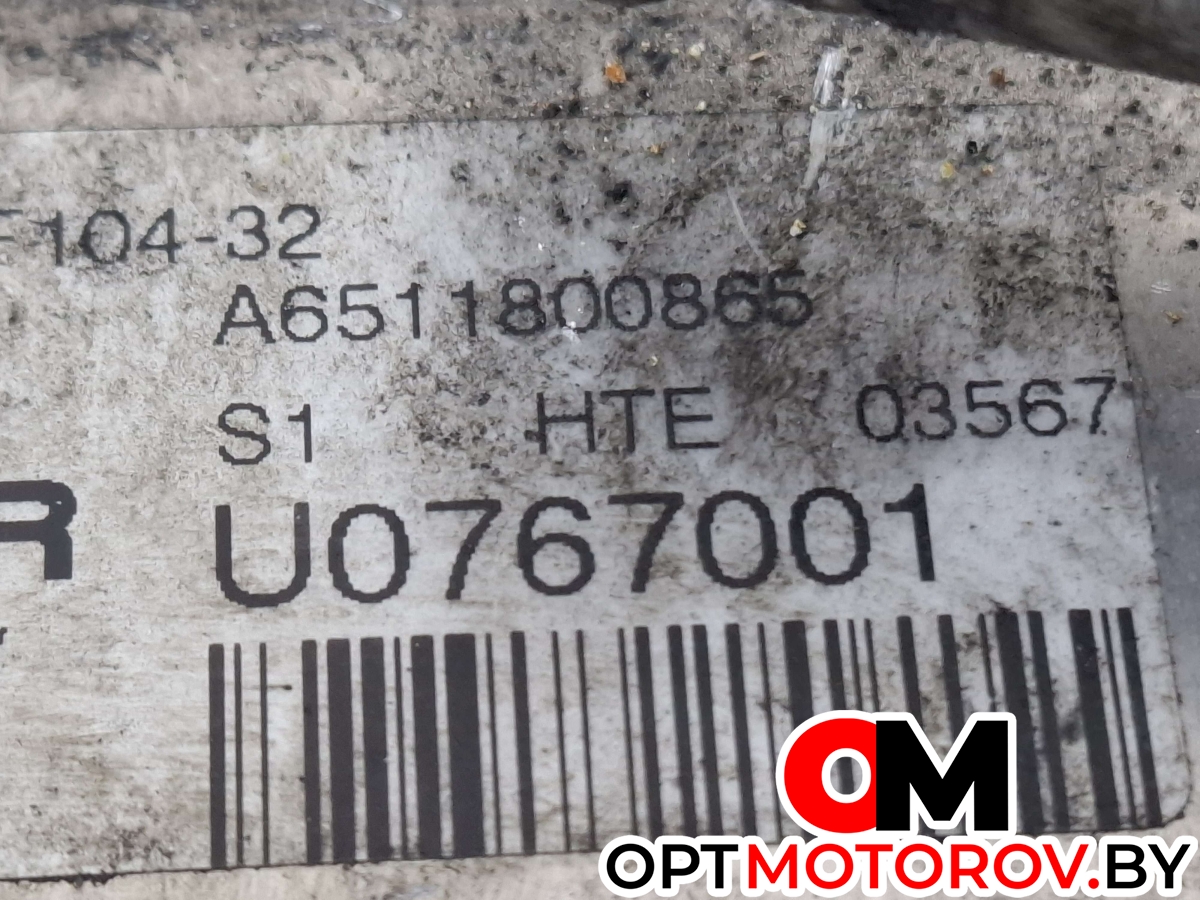 F104-32
A6511800865
S1 HTE 03567
R
U0767001
OM
OPTMOTOROV.BY